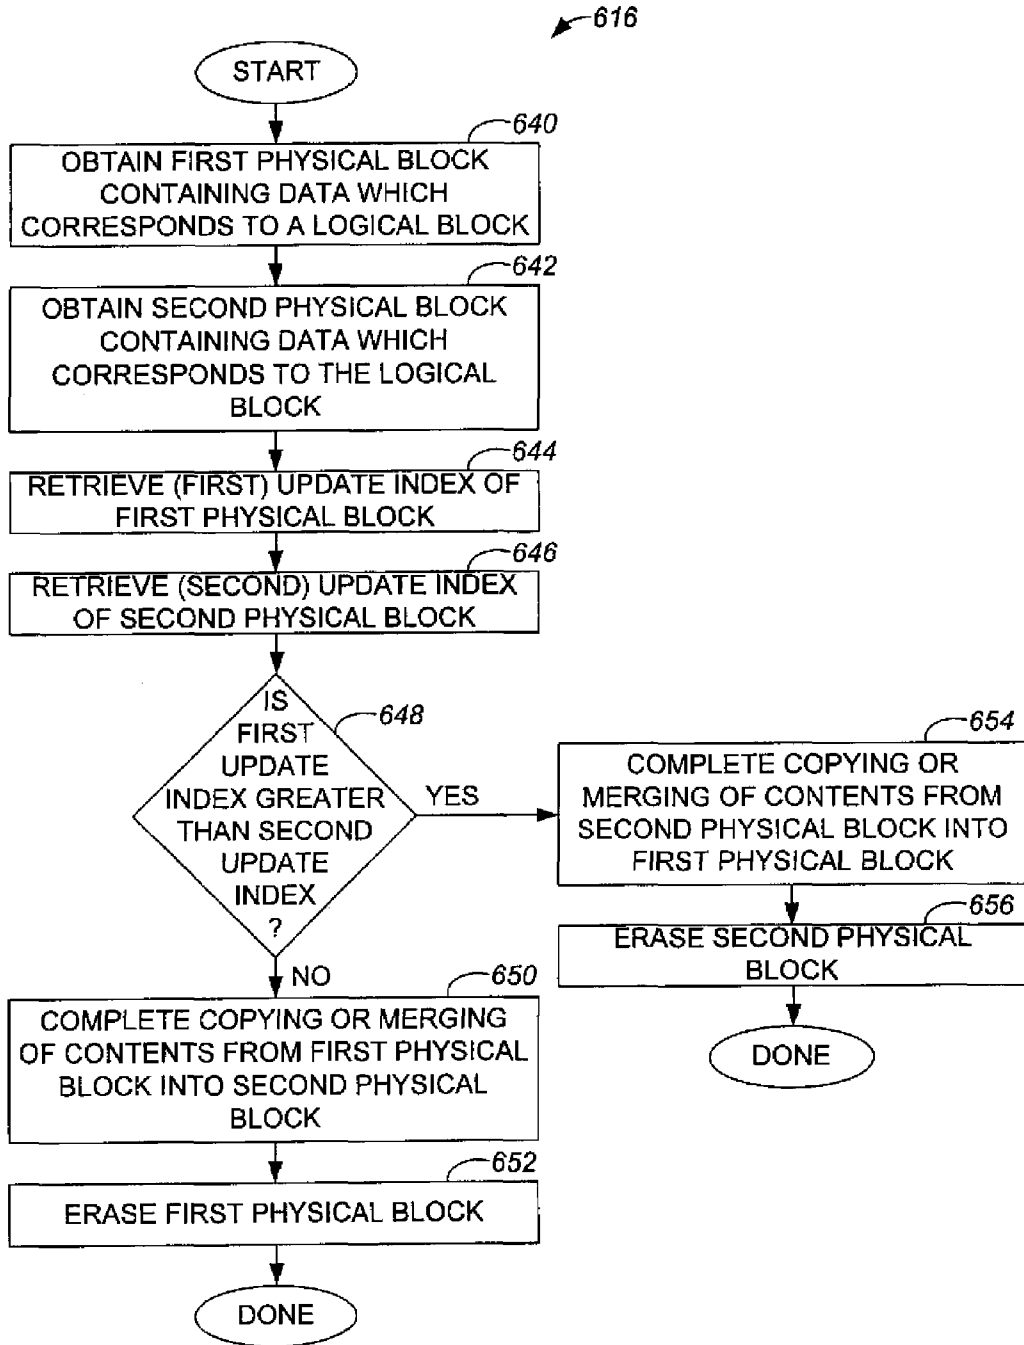 616
START
640
OBTAIN FIRST PHYSICAL BLOCK
CONTAINING DATA WHICH
CORRESPONDS TO A LOGICAL BLOCK
642
OBTAIN SECOND PHYSICAL BLOCK
CONTAINING DATA WHICH
CORRESPONDS TO THE LOGICAL
BLOCK
644
RETRIEVE (FIRST) UPDATE INDEX OF
FIRST PHYSICAL BLOCK
646
RETRIEVE (SECOND) UPDATE INDEX
OF SECOND PHYSICAL BLOCK
648
IS
FIRST
UPDATE
INDEX GREATER
THAN SECOND
UPDATE
INDEX
?
YES
654
COMPLETE COPYING OR
MERGING OF CONTENTS FROM
SECOND PHYSICAL BLOCK INTO
FIRST PHYSICAL BLOCK
656
ERASE SECOND PHYSICAL
BLOCK
DONE
NO
650
COMPLETE COPYING OR MERGING
OF CONTENTS FROM FIRST PHYSICAL
BLOCK INTO SECOND PHYSICAL
BLOCK
652
ERASE FIRST PHYSICAL BLOCK
DONE